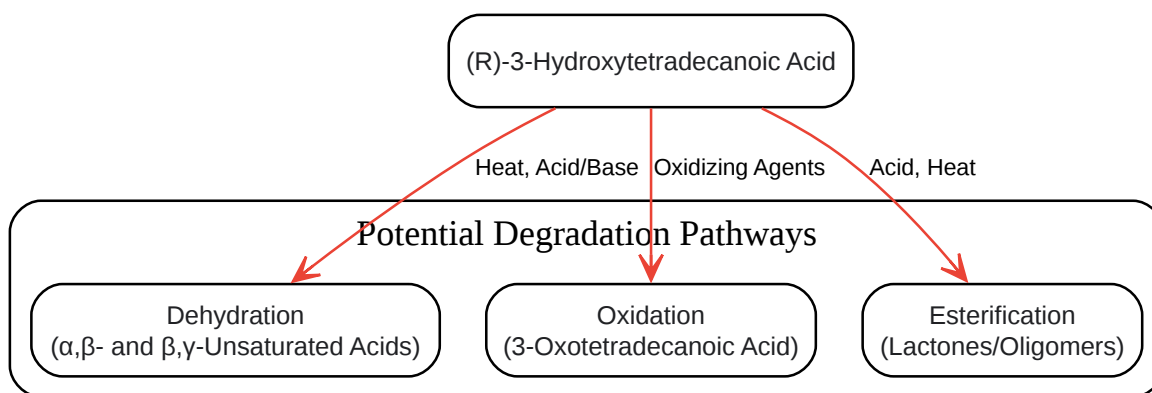 (R)-3-Hydroxytetradecanoic Acid
Heat, Acid/Base
Oxidizing Agents
Acid, Heat
Potential Degradation Pathways
Dehydration
(α,β- and β,γ-Unsaturated Acids)
Oxidation
(3-Oxotetradecanoic Acid)
Esterification
(Lactones/Oligomers)